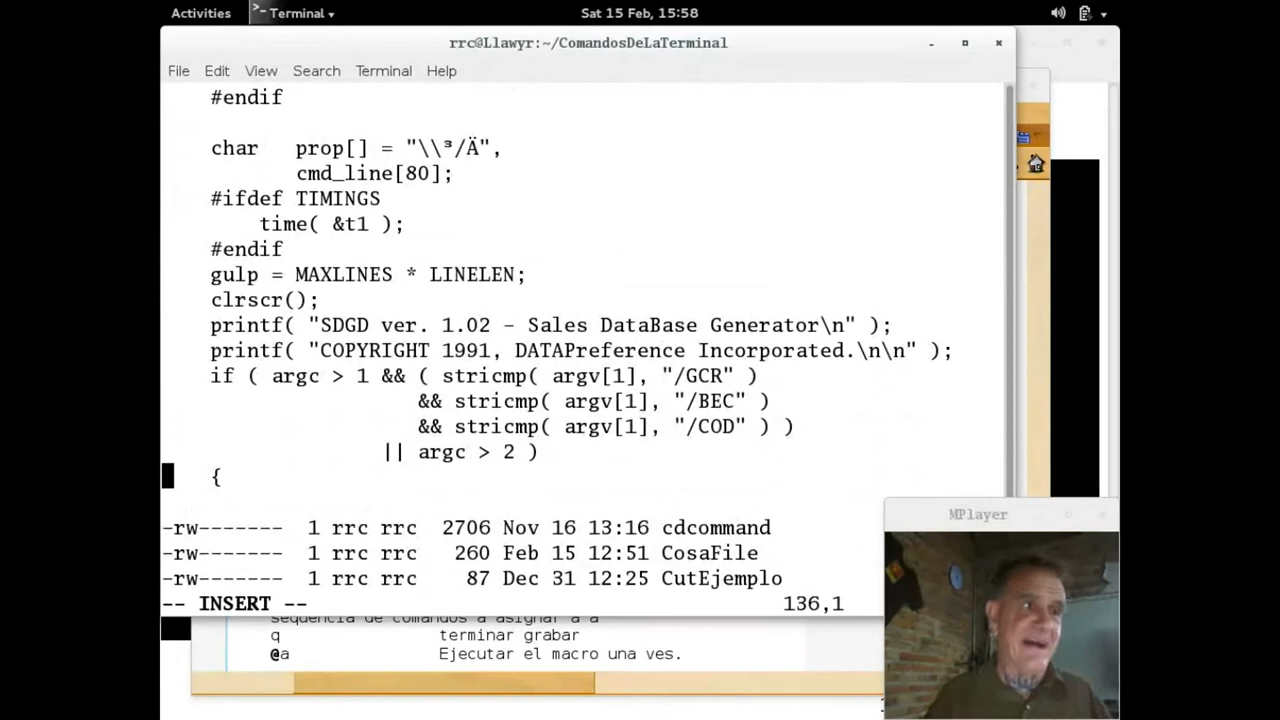 Activities Terminal Sat 15 Feb, 15:58
rrc@Llawyr:~/ComandosDeLaTerminal
File Edit View Search Terminal Help
#endif
char prop[] = "\\³/Ä",
cmd_line[80];
#ifdef TIMINGS
time( &t1 );
#endif
gulp = MAXLINES * LINELEN;
clrscr();
printf( "SDGD ver. 1.02 - Sales DataBase Generator\n" );
printf( "COPYRIGHT 1991, DATAPreference Incorporated.\n\n" );
if ( argc > 1 && ( stricmp( argv[1], "/GCR" )
&& stricmp( argv[1], "/BEC" )
&& stricmp( argv[1], "/COD" ) )
|| argc > 2 )
{
-rw------- 1 rrc rrc 2706 Nov 16 13:16 cdcommand
-rw------- 1 rrc rrc 260 Feb 15 12:51 CosaFile
-rw------- 1 rrc rrc 87 Dec 31 12:25 CutEjemplo
-- INSERT -- 136,1
MPlayer
sequencia de comandos a asignar a a
q terminar grabar
@a Ejecutar el macro una ves.